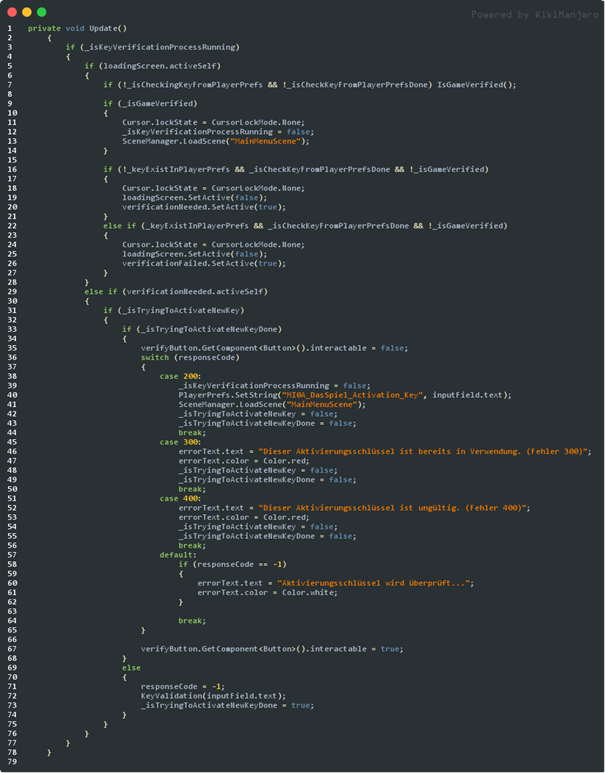 Powered by KikiManjaro
1 private void Update()
2 {
3 if (_isKeyVerificationProcessRunning)
4 {
5 if (loadingScreen.activeSelf)
6 {
7 if (!_isCheckingKeyFromPlayerPrefs && !_isCheckKeyFromPlayerPrefsDone) IsGameVerified();
8
9 if (_isGameVerified)
10 {
11 Cursor.lockState = CursorLockMode.None;
12 _isKeyVerificationProcessRunning = false;
13 SceneManager.LoadScene("MainMenuScene");
14 }
15
16 if (!_keyExistInPlayerPrefs && _isCheckKeyFromPlayerPrefsDone && !_isGameVerified)
17 {
18 Cursor.lockState = CursorLockMode.None;
19 loadingScreen.SetActive(false);
20 verificationNeeded.SetActive(true);
21 }
22 else if (_keyExistInPlayerPrefs && _isCheckKeyFromPlayerPrefsDone && !_isGameVerified)
23 {
24 Cursor.lockState = CursorLockMode.None;
25 loadingScreen.SetActive(false);
26 verificationFailed.SetActive(true);
27 }
28 }
29 else if (verificationNeeded.activeSelf)
30 {
31 if (_isTryingToActivateNewKey)
32 {
33 if (_isTryingToActivateNewKeyDone)
34 {
35 verifyButton.GetComponent<Button>().interactable = false;
36 switch (responseCode)
37 {
38 case 200:
39 _isKeyVerificationProcessRunning = false;
40 PlayerPrefs.SetString("MI0A_DasSpiel_Activation_Key", inputField.text);
41 SceneManager.LoadScene("MainMenuScene");
42 _isTryingToActivateNewKey = false;
43 _isTryingToActivateNewKeyDone = false;
44 break;
45 case 300:
46 errorText.text = "Dieser Aktivierungsschlüssel ist bereits in Verwendung. (Fehler 300)";
47 errorText.color = Color.red;
48 _isTryingToActivateNewKey = false;
49 _isTryingToActivateNewKeyDone = false;
50 break;
51 case 400:
52 errorText.text = "Dieser Aktivierungsschlüssel ist ungültig. (Fehler 400)";
53 errorText.color = Color.red;
54 _isTryingToActivateNewKey = false;
55 _isTryingToActivateNewKeyDone = false;
56 break;
57 default:
58 if (responseCode == -1)
59 {
60 errorText.text = "Aktivierungsschlüssel wird überprüft...";
61 errorText.color = Color.white;
62 }
63
64 break;
65 }
66
67 verifyButton.GetComponent<Button>().interactable = true;
68 }
69 else
70 {
71 responseCode = -1;
72 KeyValidation(inputField.text);
73 _isTryingToActivateNewKeyDone = true;
74 }
75 }
76 }
77 }
78 }
79